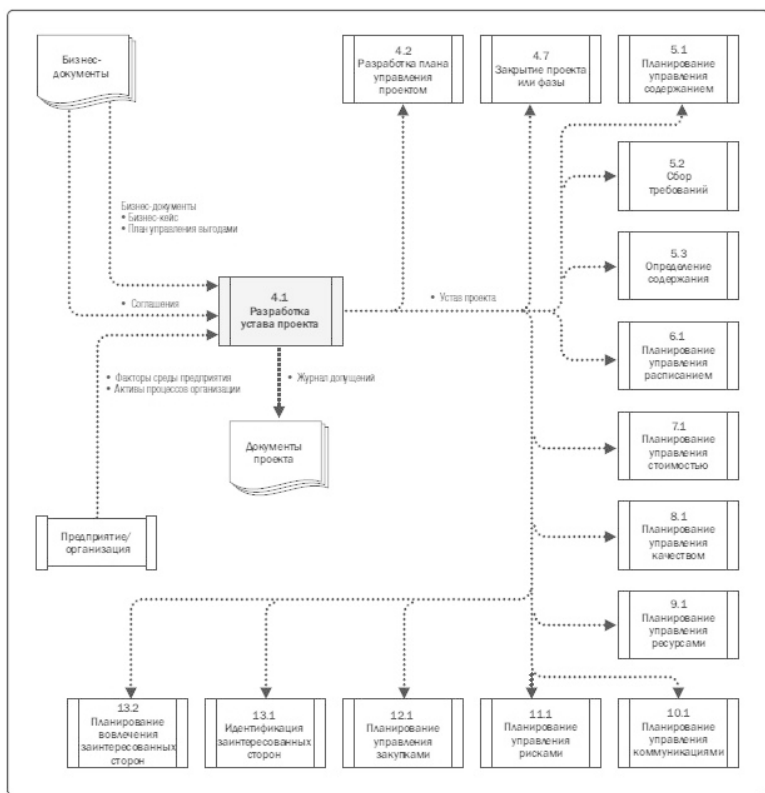 Бизнес-
документы
4.2
Разработка плана
управления
проектом
4.7
Закрытие проекта
или фазы
5.1
Планирование
управления
содержанием
5.2
Сбор
требований
Бизнес-документы
• Бизнес-кейс
• План управления выгодами
5.3
Определение
содержания
• Соглашения
4.1
Разработка
устава проекта
• Устав проекта
6.1
Планирование
управления
расписанием
• Факторы среды предприятия
• Активы процессов организации
• Журнал допущений
Документы
проекта
7.1
Планирование
управления
стоимостью
Предприятие/
организация
8.1
Планирование
управления
качеством
9.1
Планирование
управления
ресурсами
13.2
Планирование
вовлечения
заинтересованных
сторон
13.1
Идентификация
заинтересованных
сторон
12.1
Планирование
управления
закупками
11.1
Планирование
управления
рисками
10.1
Планирование
управления
коммуникациями